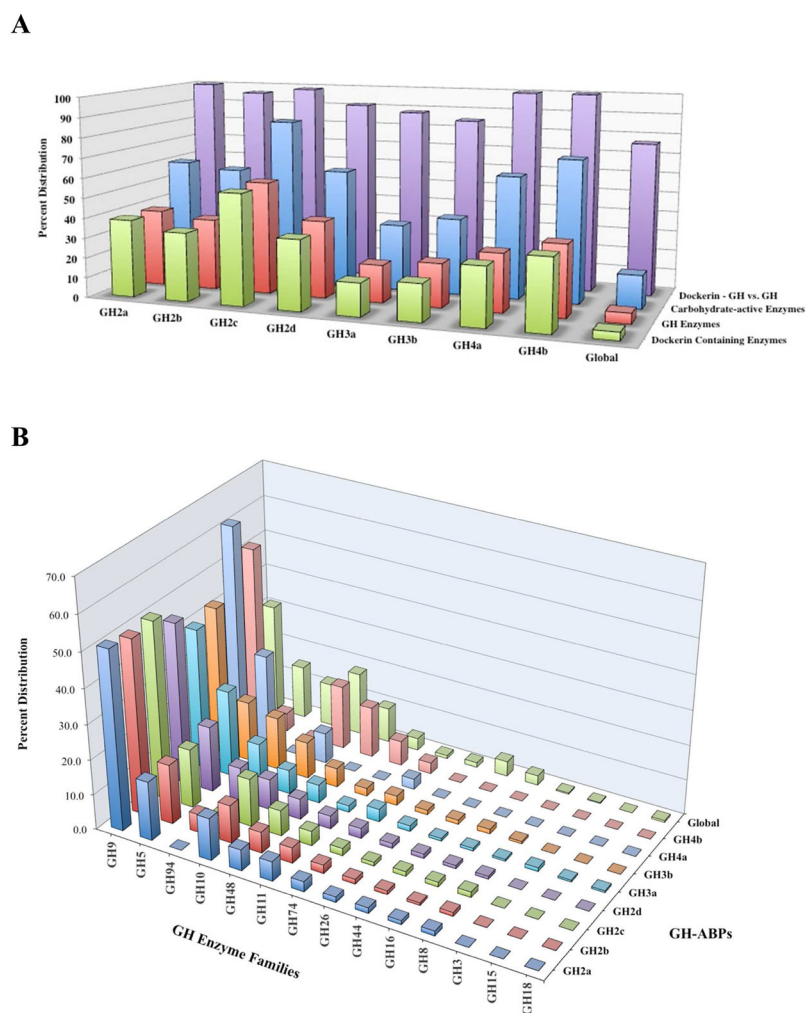 A
Percent Distribution
100
90
80
70
60
50
40
30
20
10
0
GH2a
GH2b
GH2c
GH2d
GH3a
GH3b
GH4a
GH4b
Global
Dockerin - GH vs. GH
Carbohydrate-active Enzymes
GH Enzymes
Dockerin Containing Enzymes
B
Percent Distribution
70.0
60.0
50.0
40.0
30.0
20.0
10.0
0.0
GH9
GH5
GH94
GH10
GH48
GH11
GH74
GH26
GH44
GH16
GH8
GH3
GH15
GH18
GH Enzyme Families
Global
GH4b
GH4a
GH3b
GH3a
GH2d
GH2c
GH2b
GH2a
GH-ABPs